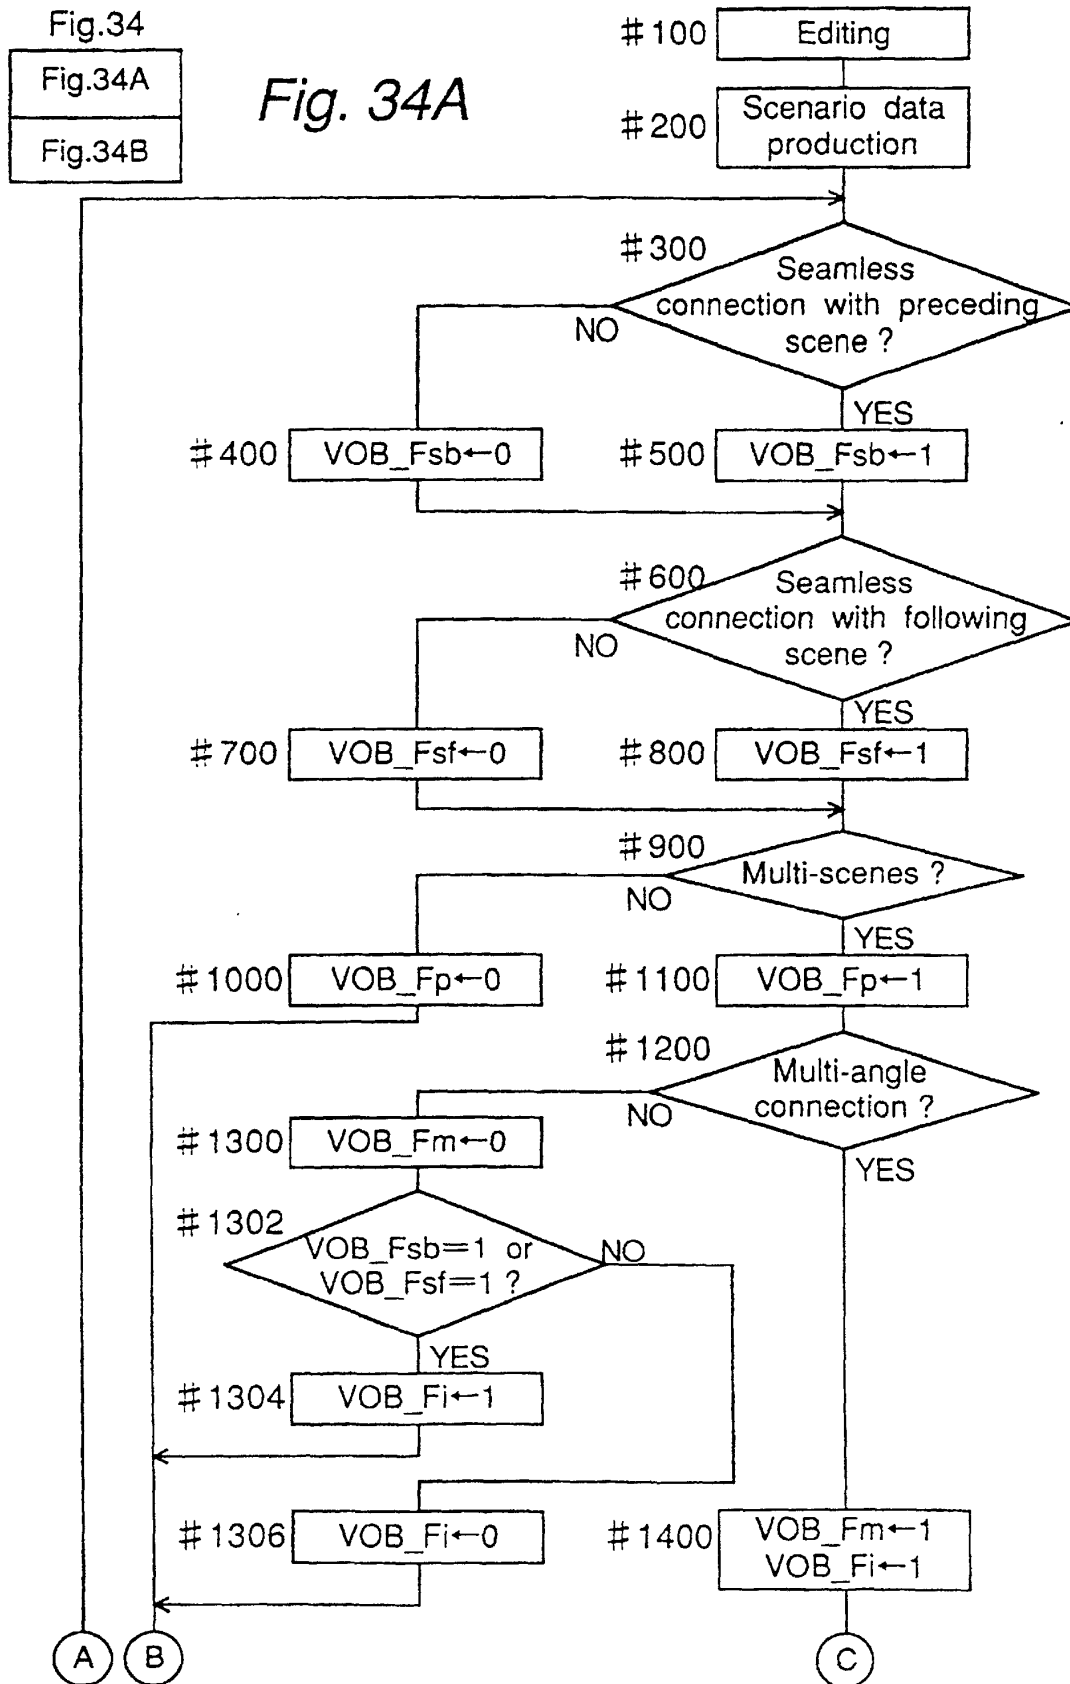 Fig.34
Fig.34A
Fig.34B
Fig. 34A
#100 Editing
#200 Scenario data
production
#300
Seamless
connection with preceding
scene ?
NO
YES
#400 VOB_Fsb←0
#500 VOB_Fsb←1
#600
Seamless
connection with following
scene ?
NO
YES
#700 VOB_Fsf←0
#800 VOB_Fsf←1
#900
Multi-scenes ?
NO
YES
#1000 VOB_Fp←0
#1100 VOB_Fp←1
#1200
Multi-angle
connection ?
NO
YES
#1300 VOB_Fm←0
#1302
VOB_Fsb=1 or
VOB_Fsf=1 ?
NO
YES
#1304 VOB_Fi←1
#1306 VOB_Fi←0
#1400 VOB_Fm←1
VOB_Fi←1
A
B
C